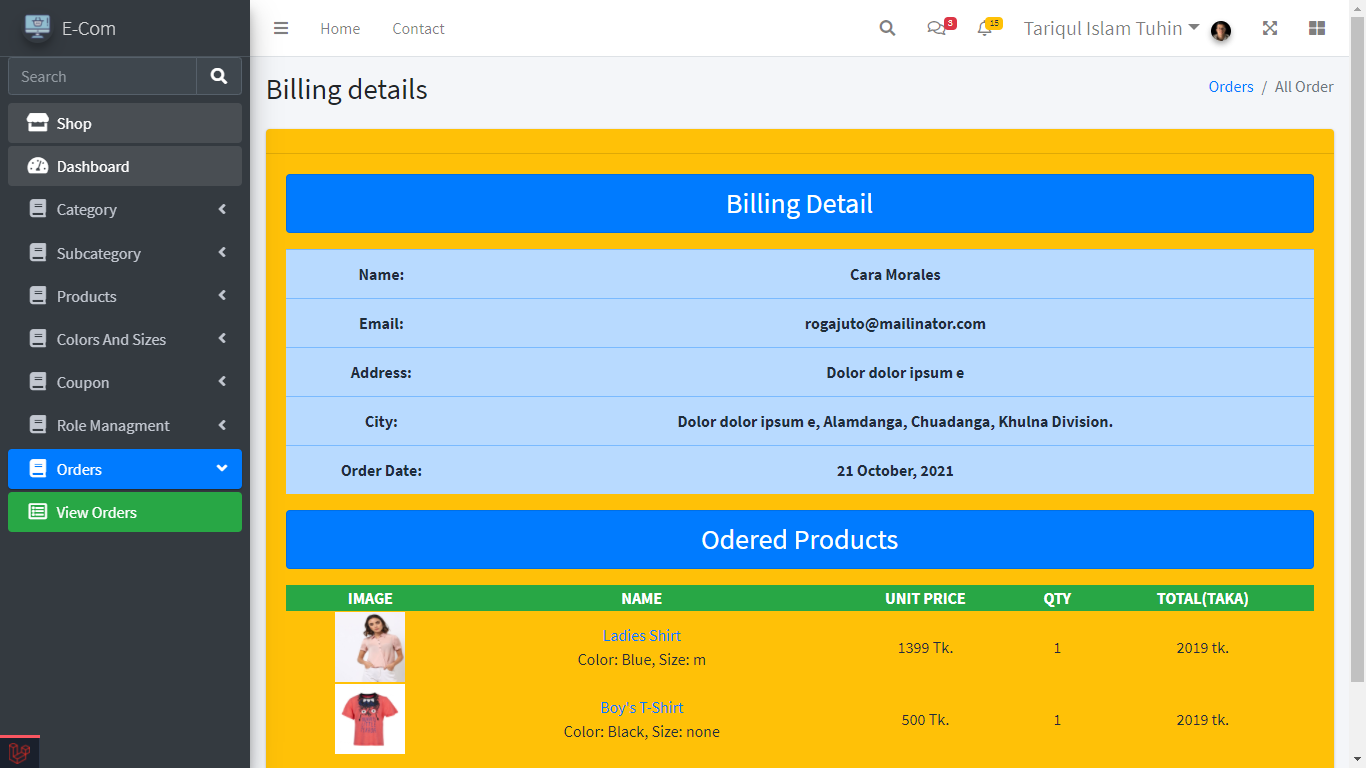 E-Com
Home
Contact
3
15
Tariqul Islam Tuhin
Search
Billing details
Orders / All Order
Shop
Dashboard
Category
Subcategory
Products
Colors And Sizes
Coupon
Role Managment
Orders
View Orders
Billing Detail
Name: Cara Morales
Email: rogajuto@mailinator.com
Address: Dolor dolor ipsum e
City: Dolor dolor ipsum e, Alamdanga, Chuadanga, Khulna Division.
Order Date: 21 October, 2021
Odered Products
IMAGE NAME UNIT PRICE QTY TOTAL(TAKA)
Ladies Shirt
Color: Blue, Size: m
1399 Tk. 1 2019 tk.
Boy's T-Shirt
Color: Black, Size: none
500 Tk. 1 2019 tk.